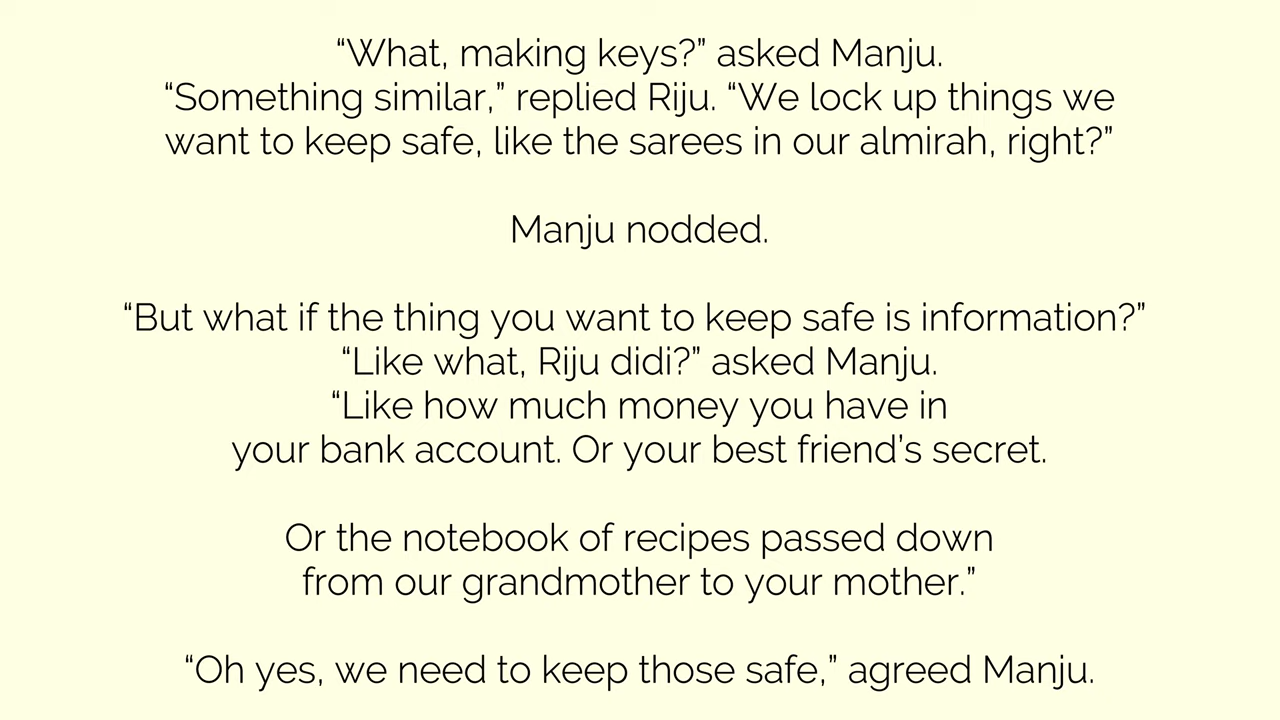 “What, making keys?” asked Manju.
“Something similar,” replied Riju. “We lock up things we
want to keep safe, like the sarees in our almirah, right?”
Manju nodded.
“But what if the thing you want to keep safe is information?”
“Like what, Riju didi?” asked Manju.
“Like how much money you have in
your bank account. Or your best friend’s secret.
Or the notebook of recipes passed down
from our grandmother to your mother.”
“Oh yes, we need to keep those safe,” agreed Manju.